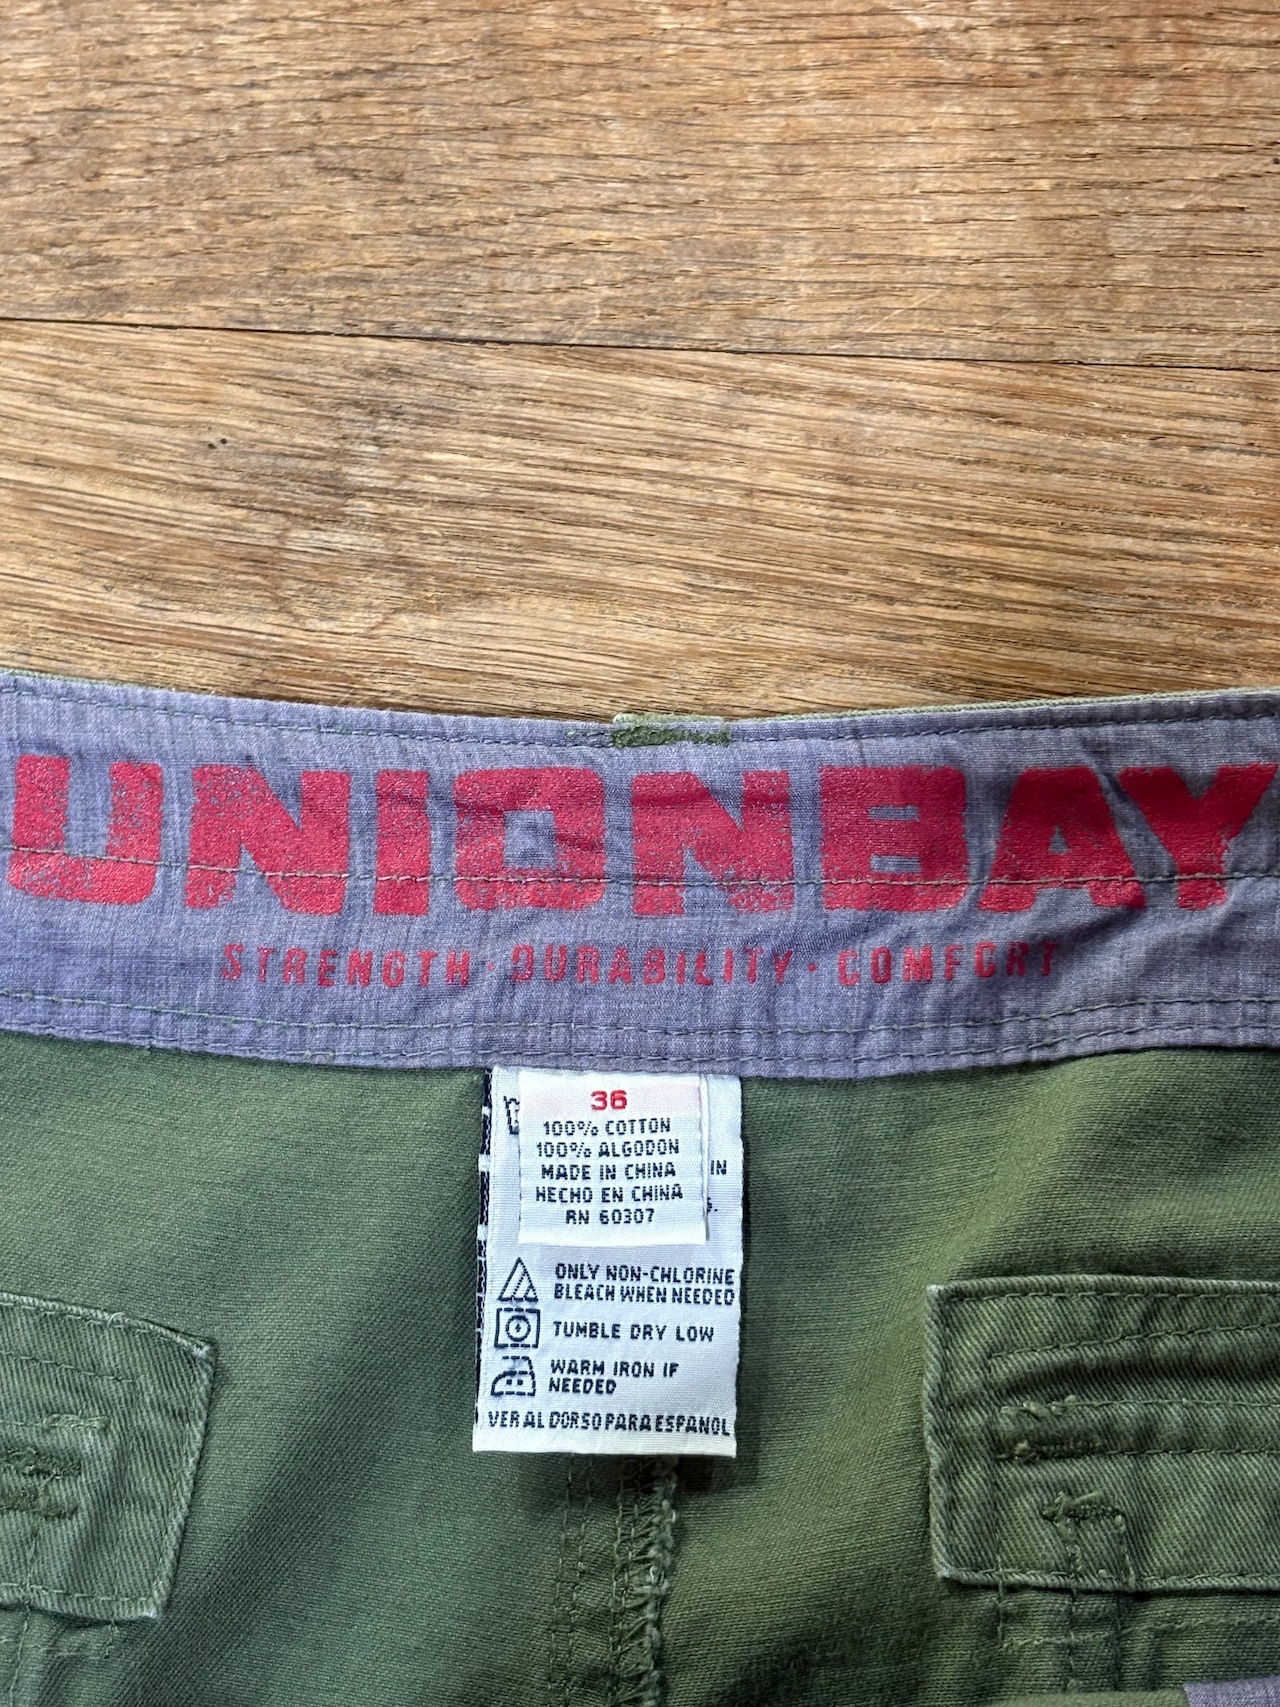 UNIONBAY
STRENGTH · DURABILITY · COMFORT
36
100% COTTON
100% ALGODON
MADE IN CHINA
HECHO EN CHINA
RN 60307
IN
ONLY NON-CHLORINE
BLEACH WHEN NEEDED
TUMBLE DRY LOW
WARM IRON IF
NEEDED
VER AL DORSO PARA ESPANOL